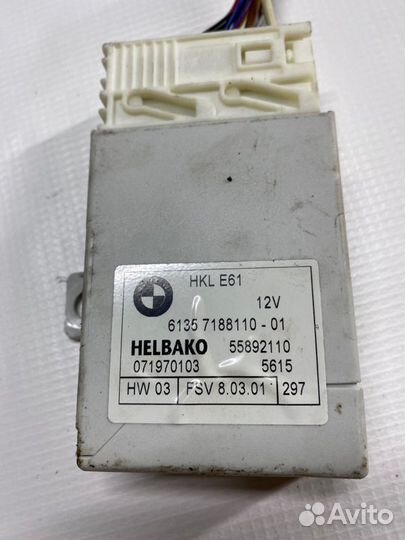 HKL E61
12V
6135 7188110-01
HELBAKO 55892110
071970103 5615
HW 03 FSV 8.03.01 297
Avito